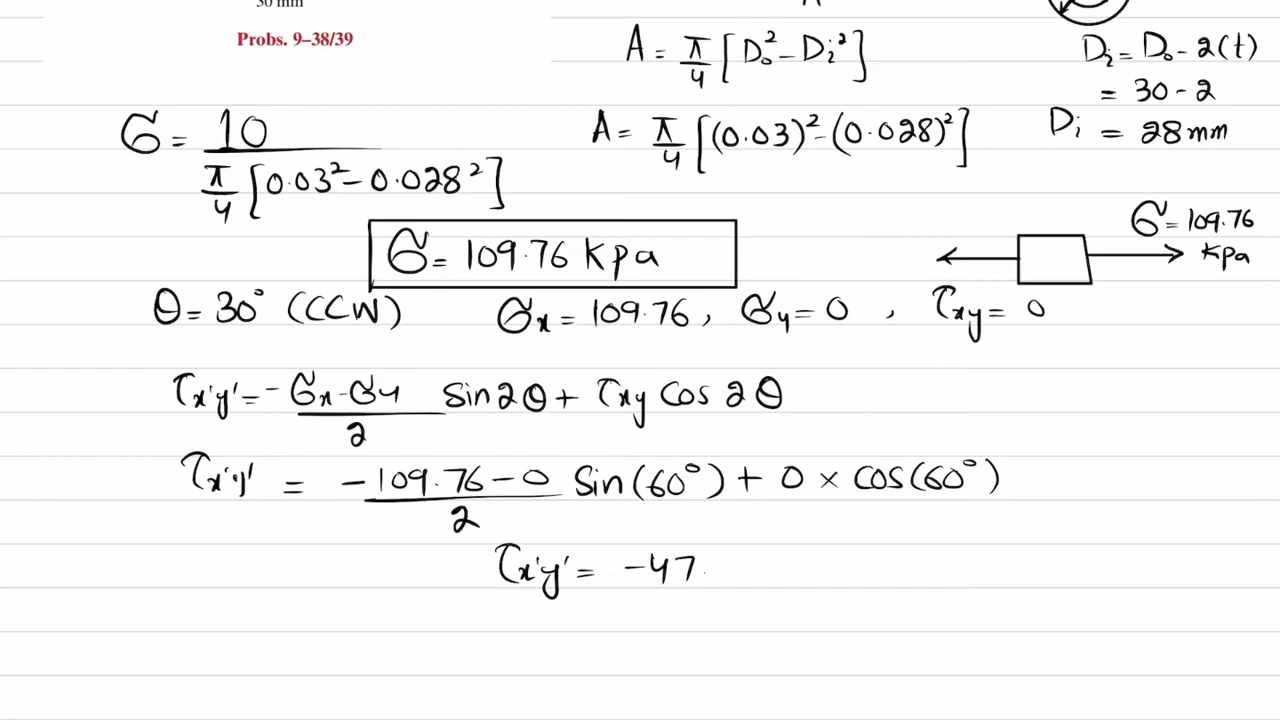 30 mm
Probs. 9–38/39
A = π/4 [D₀² − Dᵢ²]
Dᵢ = D₀ - 2(t)
= 30 - 2
Dᵢ = 28mm
σ = 10 / π/4 [0.03² − 0.028²]
A = π/4 [(0.03)² − (0.028)²]
σ = 109.76 Kpa
σ = 109.76 Kpa
θ = 30° (CCW) σx = 109.76, σy = 0, τxy = 0
τx'y' = - σx - σy / 2 Sin2θ + τxy Cos 2θ
τx'y' = - 109.76 - 0 / 2 Sin(60°) + 0 × COS(60°)
τx'y' = -47.